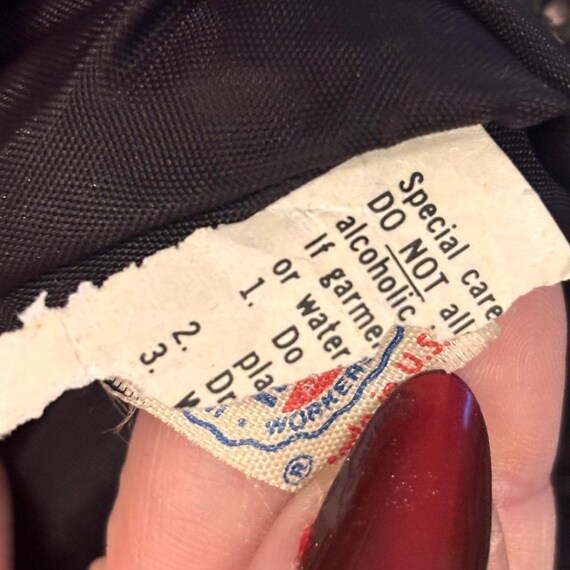 Special care
DO NOT all
alcoholic
If garme
or water
1. Do
pla
2. Dr
3.
WORKER
U.S.
®